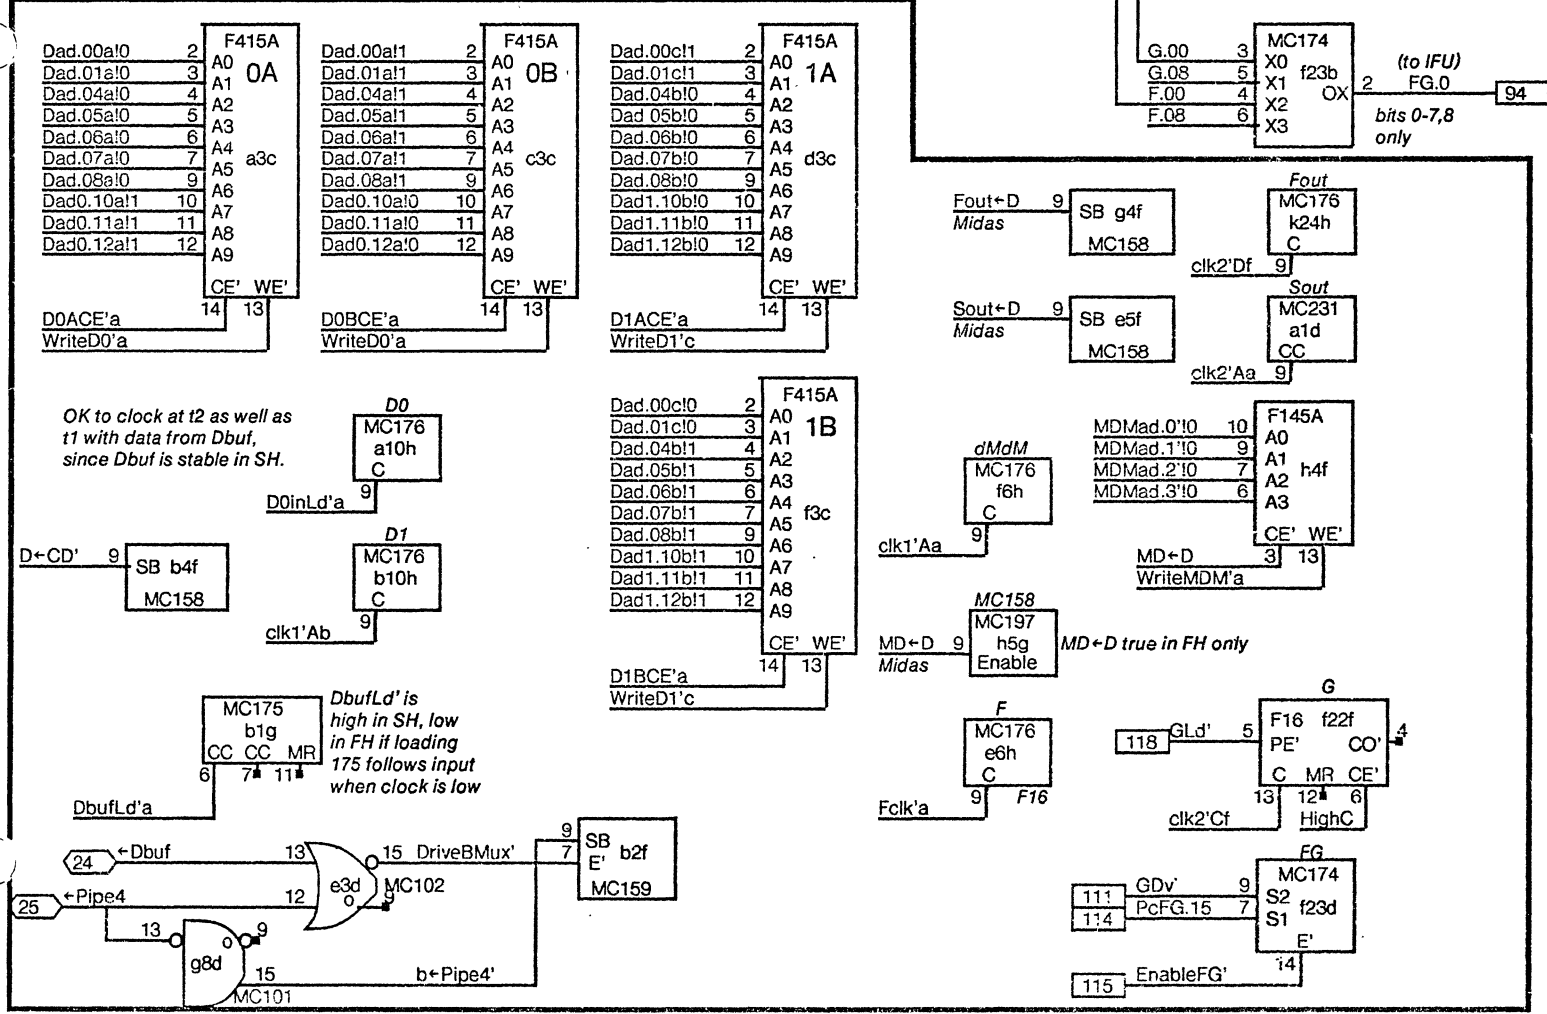 F415A
0A
Dad.00a!0 2 A0
Dad.01a!0 3 A1
Dad.04a!0 4 A2
Dad.05a!0 5 A3
Dad.06a!0 6 A4
Dad.07a!0 7 A5
Dad.08a!0 9 A6
Dad0.10a!1 10 A7
Dad0.11a!1 11 A8
Dad0.12a!1 12 A9
a3c
CE' WE'
14 13
D0ACE'a
WriteD0'a
F415A
0B
Dad.00a!1 2 A0
Dad.01a!1 3 A1
Dad.04a!1 4 A2
Dad.05a!1 5 A3
Dad.06a!1 6 A4
Dad.07a!1 7 A5
Dad.08a!1 9 A6
Dad0.10a!0 10 A7
Dad0.11a!0 11 A8
Dad0.12a!0 12 A9
c3c
CE' WE'
14 13
D0BCE'a
WriteD0'a
F415A
1A
Dad.00c!1 2 A0
Dad.01c!1 3 A1
Dad.04b!0 4 A2
Dad 05b!0 5 A3
Dad.06b!0 6 A4
Dad.07b!0 7 A5
Dad.08b!0 9 A6
Dad1.10b!0 10 A7
Dad1.11b!0 11 A8
Dad1.12b!0 12 A9
d3c
CE' WE'
14 13
D1ACE'a
WriteD1'c
MC174
G.00 3 X0
G.08 5 X1
F.00 4 X2
F.08 6 X3
f23b
OX 2
(to IFU)
FG.0
94
bits 0-7,8
only
Fout←D 9 SB g4f
Midas
MC158
Fout
MC176
k24h
C
clk2'Df 9
Sout←D 9 SB e5f
Midas
MC158
Sout
MC231
a1d
CC
clk2'Aa 9
OK to clock at t2 as well as
t1 with data from Dbuf,
since Dbuf is stable in SH.
D0
MC176
a10h
C
9
D0inLd'a
D←CD' 9 SB b4f
MC158
D1
MC176
b10h
C
9
clk1'Ab
F415A
1B
Dad.00c!0 2 A0
Dad.01c!0 3 A1
Dad.04b!1 4 A2
Dad.05b!1 5 A3
Dad.06b!1 6 A4
Dad.07b!1 7 A5
Dad.08b!1 9 A6
Dad1.10b!1 10 A7
Dad1.11b!1 11 A8
Dad1.12b!1 12 A9
f3c
CE' WE'
14 13
D1BCE'a
WriteD1'c
dMdM
MC176
f6h
C
9
clk1'Aa
F145A
MDMad.0'!0 10 A0
MDMad.1'!0 9 A1
MDMad.2'!0 7 A2
MDMad.3'!0 6 A3
h4f
CE' WE'
3 13
MD←D
WriteMDM'a
MC158
MC197
h5g
Enable
MD←D 9
Midas
MD←D true in FH only
MC175
b1g
CC CC MR
6 7 11
DbufLd'a
DbufLd' is
high in SH, low
in FH if loading
175 follows input
when clock is low
F
MC176
e6h
C
9 F16
Fclk'a
G
F16 f22f
118 GLd' 5 PE' CO' 4
C MR CE'
13 12 6
clk2'Cf HighC
24 ←Dbuf 13
25 ←Pipe4 12
e3d
o
MC102
15 DriveBMux'
9
9 SB
7 E'
b2f
MC159
13
g8d
o
9
15 b←Pipe4'
MC101
FG
MC174
111 GDv' 9 S2
114 PcFG.15 7 S1
f23d
E'
14
115 EnableFG'